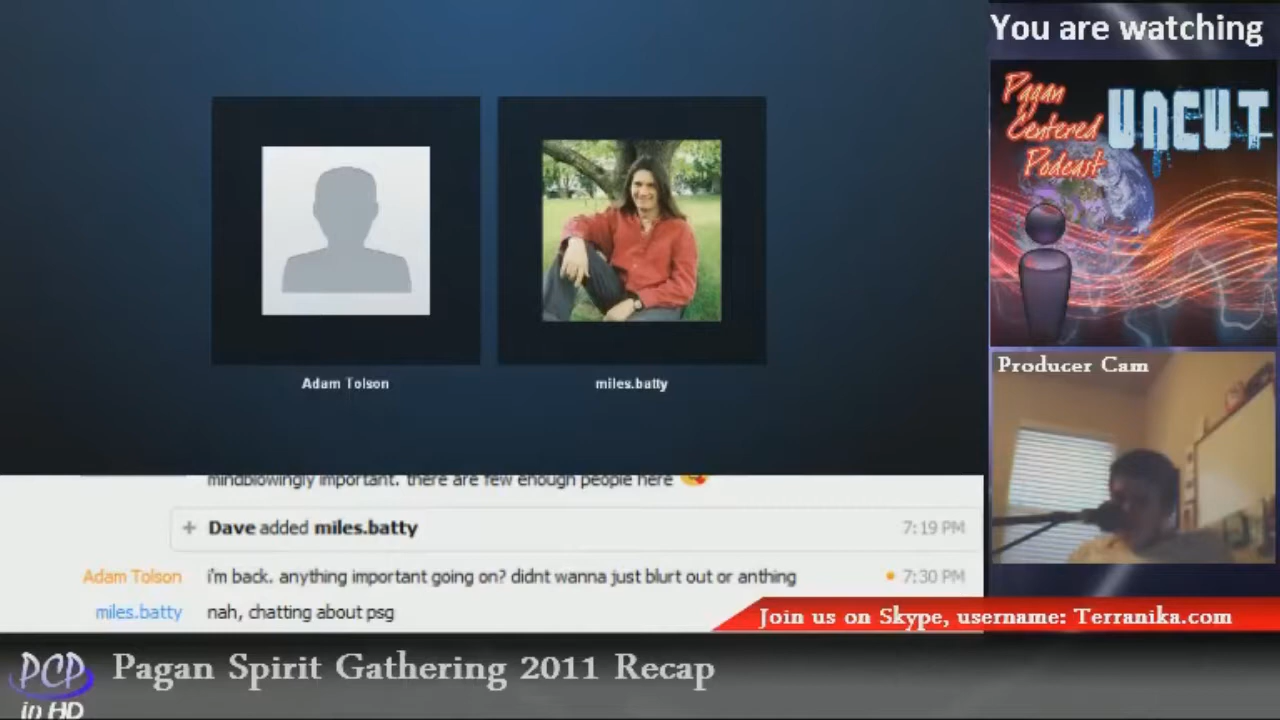 You are watching
Pagan
Centered
Podcast
UNCUT
Producer Cam
Adam Tolson
miles.batty
mindblowingly important. there are few enough people here
+ Dave added miles.batty 7:19 PM
Adam Tolson i'm back. anything important going on? didnt wanna just blurt out or anthing 7:30 PM
miles.batty nah, chatting about psg
Join us on Skype, username: Terranika.com
PCP
in HD
Pagan Spirit Gathering 2011 Recap